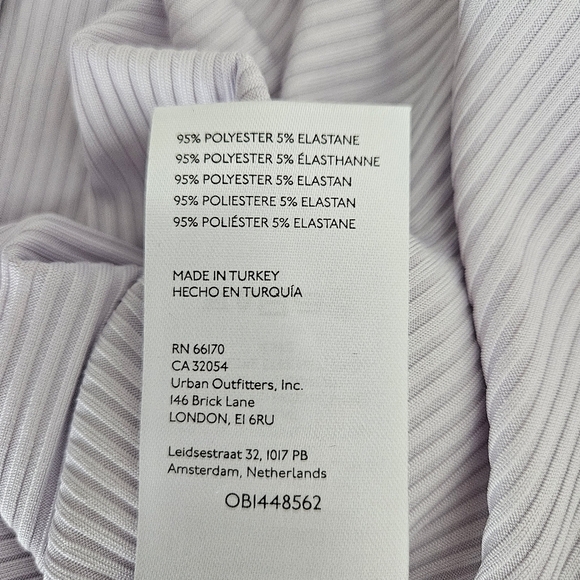 95% POLYESTER 5% ELASTANE
95% POLYESTER 5% ÉLASTHANNE
95% POLYESTER 5% ELASTAN
95% POLIESTERE 5% ELASTAN
95% POLIÉSTER 5% ELASTANE
MADE IN TURKEY
HECHO EN TURQUÍA
RN 66170
CA 32054
Urban Outfitters, Inc.
146 Brick Lane
LONDON, E1 6RU
Leidsestraat 32, 1017 PB
Amsterdam, Netherlands
OB1448562